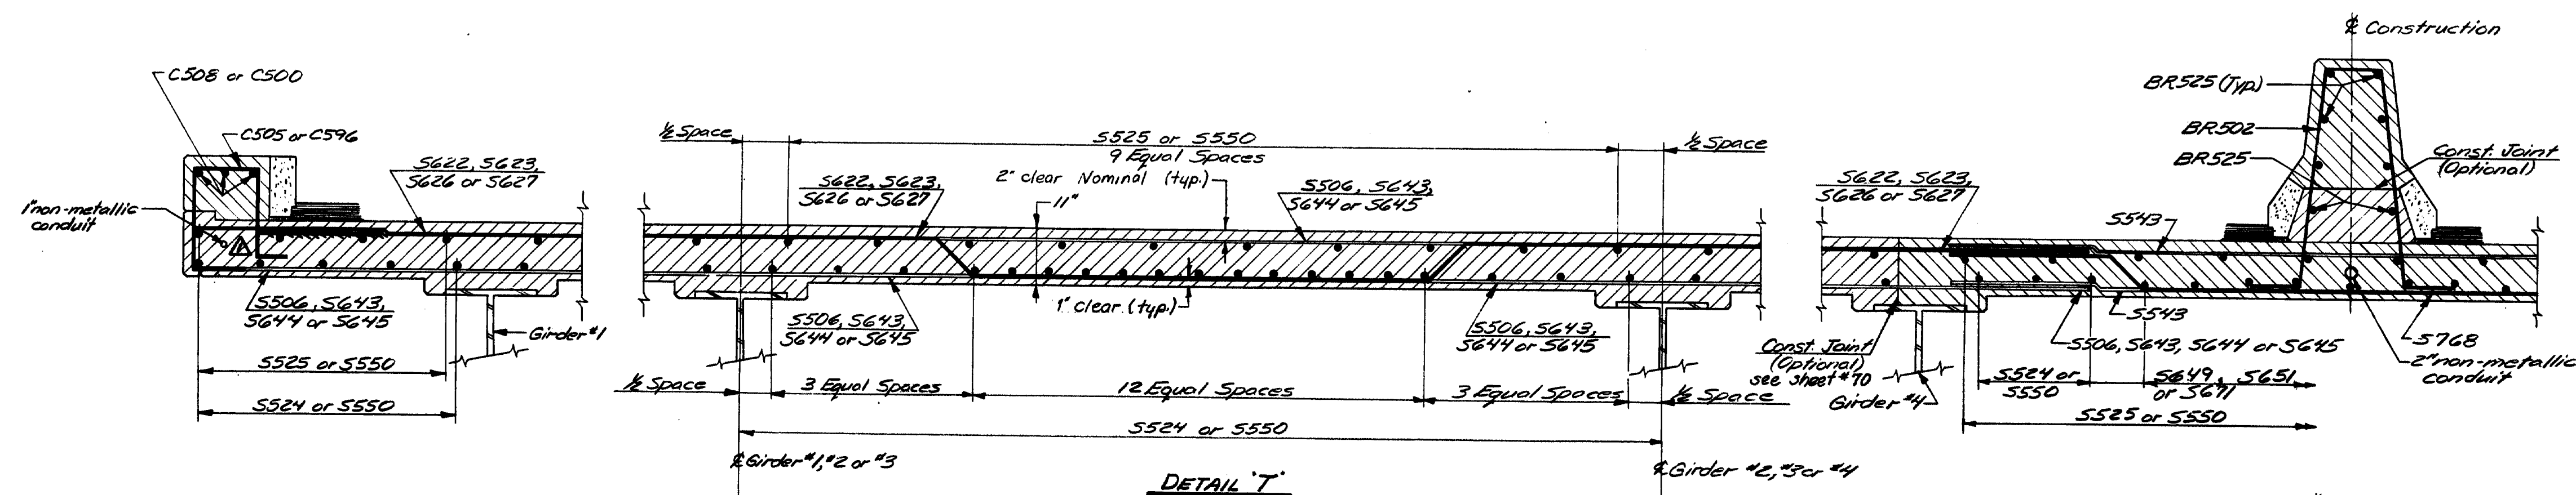 C508 or C500
C505 or C596
S622, S623,
S626 or S627
1" non-metallic
conduit
S506, S643,
S644 or S645
Girder #1
S525 or S550
S524 or S550
½ Space
S525 or S550
9 Equal Spaces
½ Space
2" clear Nominal (typ.)
S622, S623,
S626 or S627
11"
S506, S643,
S644 or S645
1" clear. (typ.)
S506, S643,
S644 or S645
S506, S643,
S644 or S645
½ Space
3 Equal Spaces
12 Equal Spaces
3 Equal Spaces
½ Space
S524 or S550
℄ Girder #1, #2 or #3
℄ Girder #2, #3 or #4
DETAIL 'T'
℄ Construction
BR525 (Typ.)
BR502
BR525
Const. Joint
(Optional)
S622, S623,
S626 or S627
S543
S543
S768
S506, S643, S644 or S645
2" non-metallic
conduit
Const. Joint
(Optional)
see sheet #70
Girder #4
S524 or
S550
S649, S651
or S671
S525 or S550